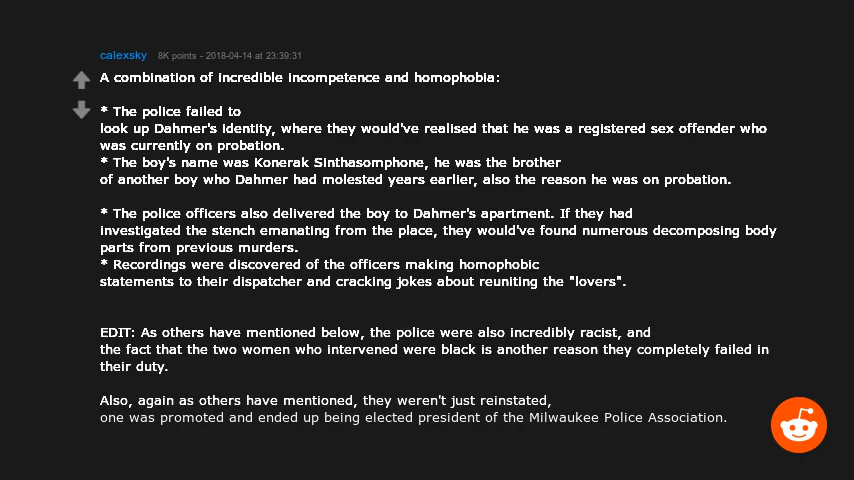 calexsky 8K points - 2018-04-14 at 23:39:31
A combination of incredible incompetence and homophobia:
* The police failed to
look up Dahmer's identity, where they would've realised that he was a registered sex offender who
was currently on probation.
* The boy's name was Konerak Sinthasomphone, he was the brother
of another boy who Dahmer had molested years earlier, also the reason he was on probation.
* The police officers also delivered the boy to Dahmer's apartment. If they had
investigated the stench emanating from the place, they would've found numerous decomposing body
parts from previous murders.
* Recordings were discovered of the officers making homophobic
statements to their dispatcher and cracking jokes about reuniting the "lovers".
EDIT: As others have mentioned below, the police were also incredibly racist, and
the fact that the two women who intervened were black is another reason they completely failed in
their duty.
Also, again as others have mentioned, they weren't just reinstated,
one was promoted and ended up being elected president of the Milwaukee Police Association.